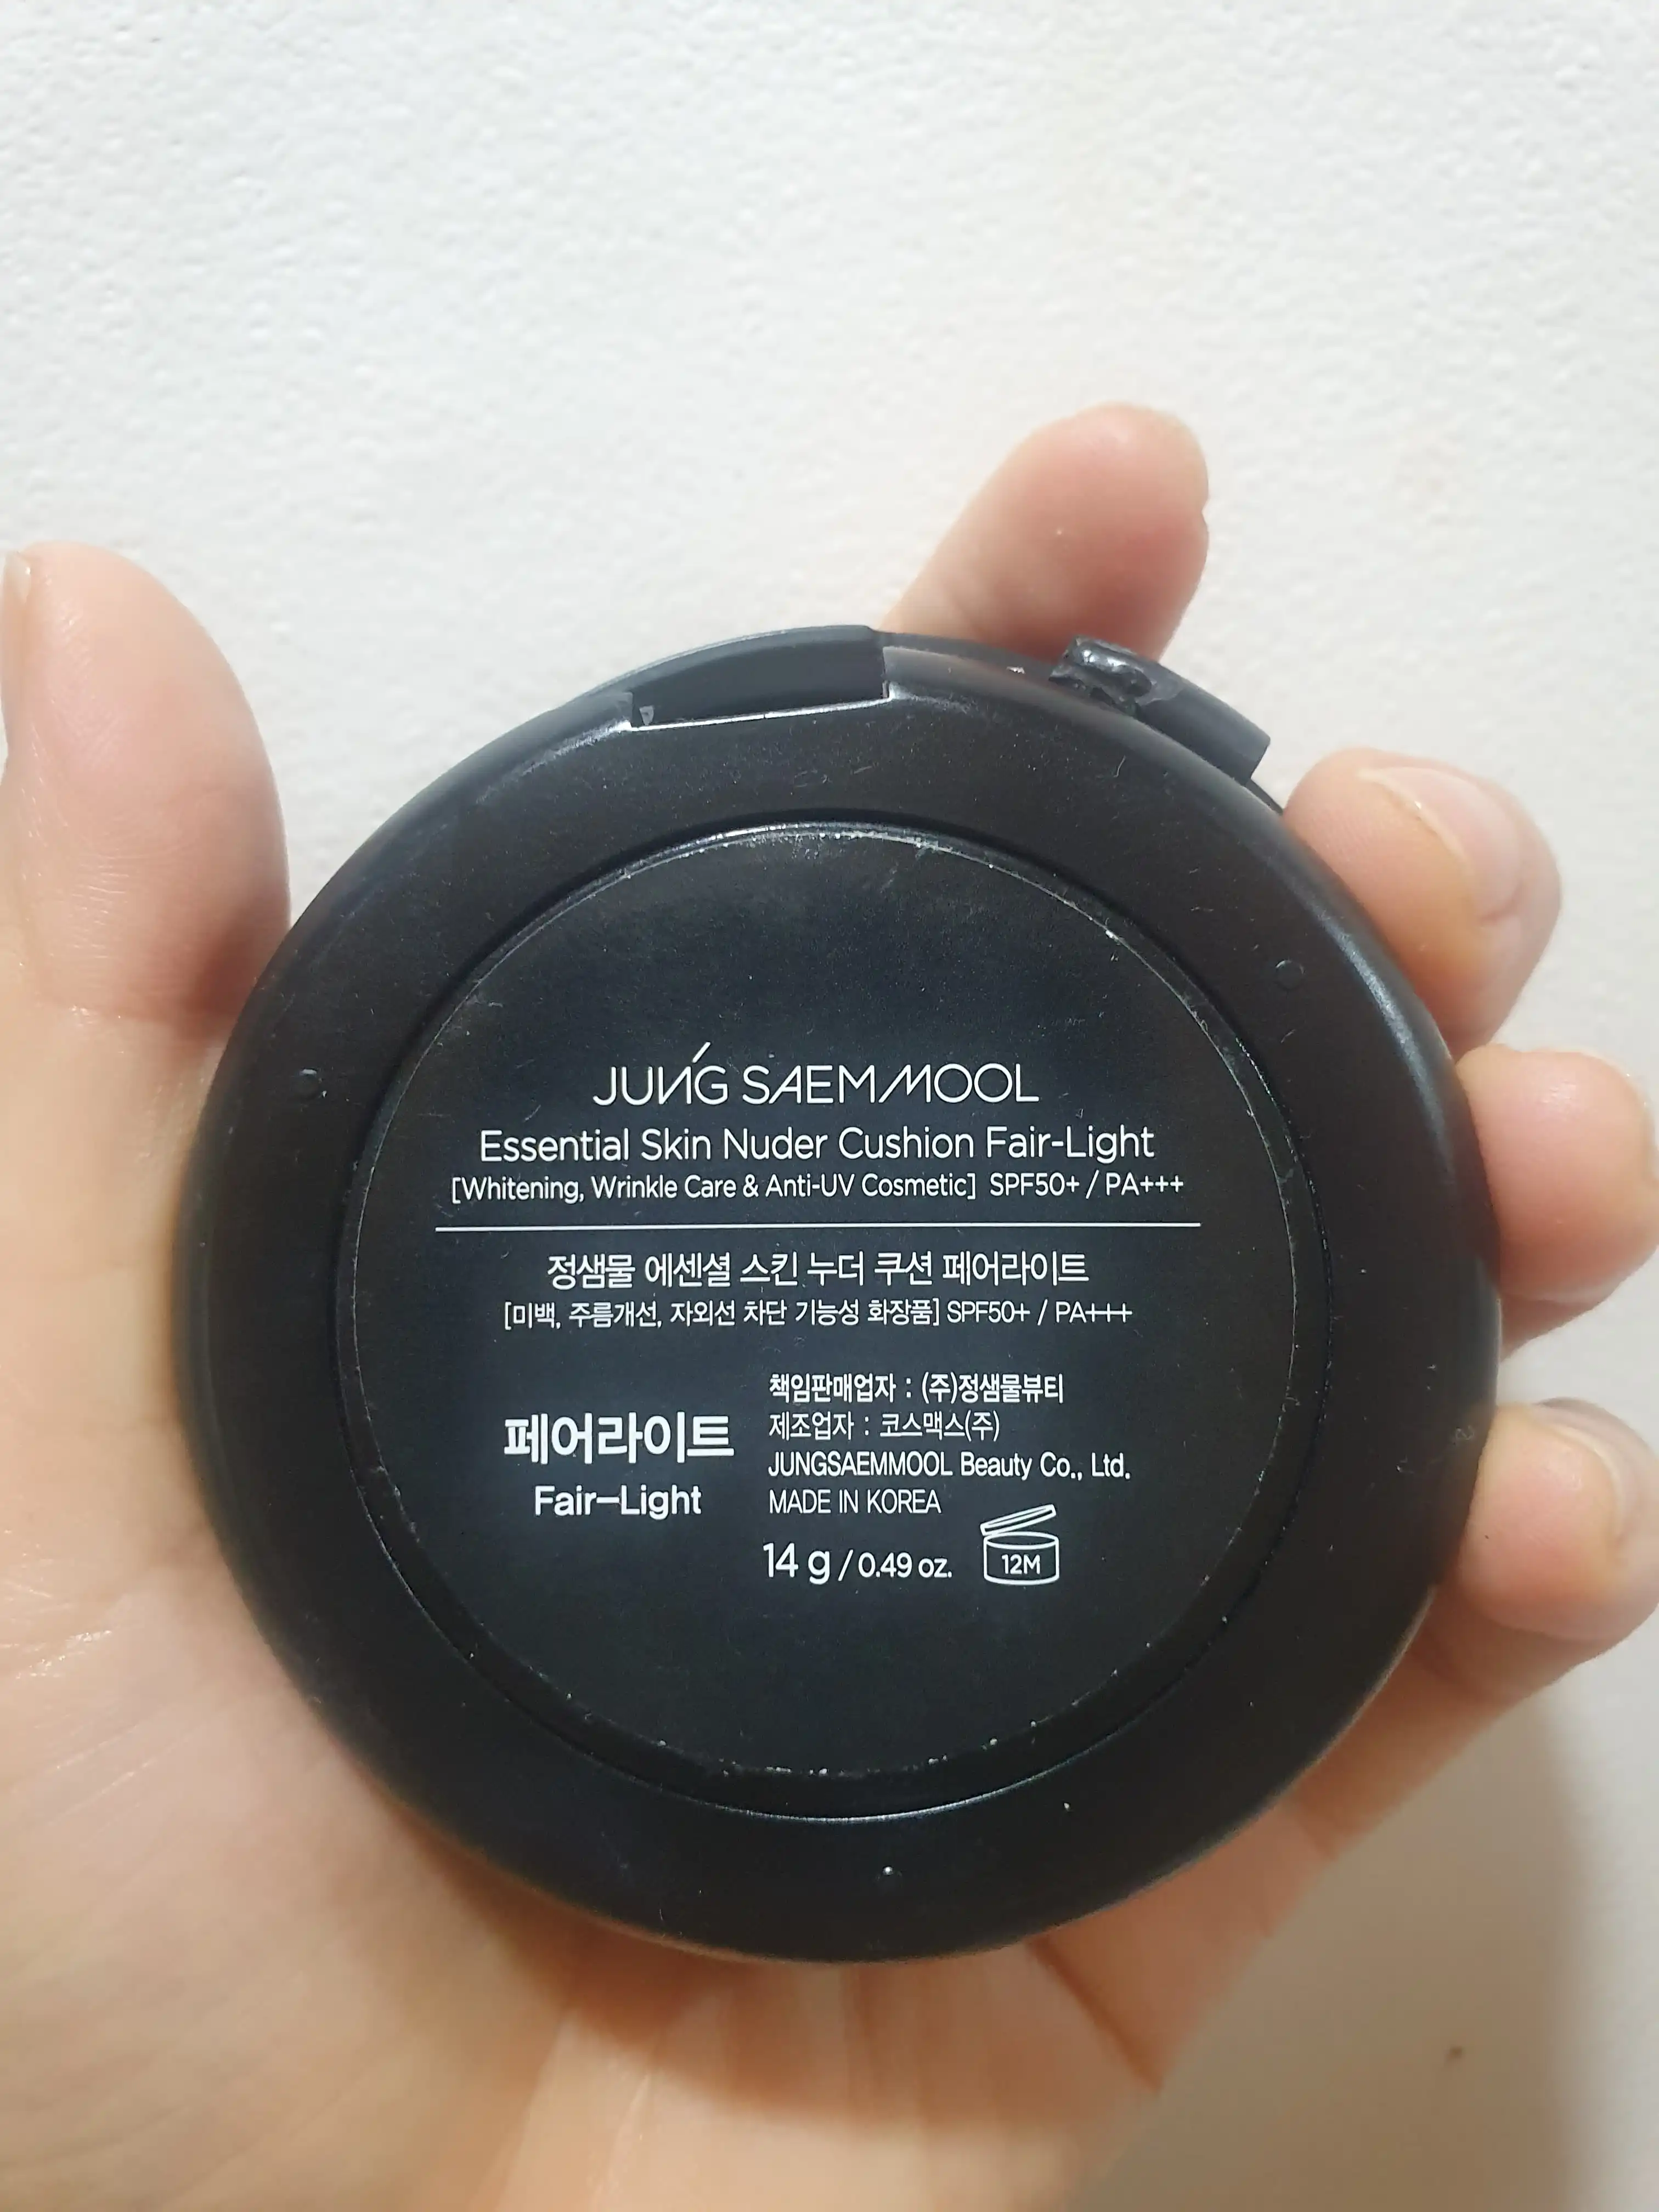 JUNG SAEM MOOL
Essential Skin Nuder Cushion Fair-Light
[Whitening, Wrinkle Care & Anti-UV Cosmetic] SPF50+ / PA+++
정샘물 에센셜 스킨 누더 쿠션 페어라이트
[미백, 주름개선, 자외선 차단 기능성 화장품] SPF50+ / PA+++
페어라이트
Fair-Light
책임판매업자 : (주)정샘물뷰티
제조업자 : 코스맥스(주)
JUNGSAEMMOOL Beauty Co., Ltd.
MADE IN KOREA
14 g / 0.49 oz.
12M